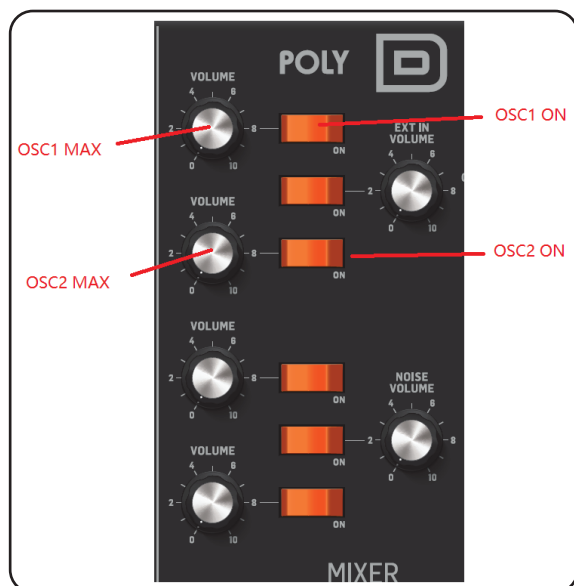 POLY D
VOLUME
4 6
2 8
0 10
ON
OSC1 ON
OSC1 MAX
EXT IN
VOLUME
4 6
2 8
0 10
ON
VOLUME
4 6
2 8
0 10
ON
OSC2 ON
OSC2 MAX
VOLUME
4 6
2 8
0 10
ON
NOISE
VOLUME
4 6
2 8
0 10
ON
VOLUME
4 6
2 8
0 10
ON
MIXER